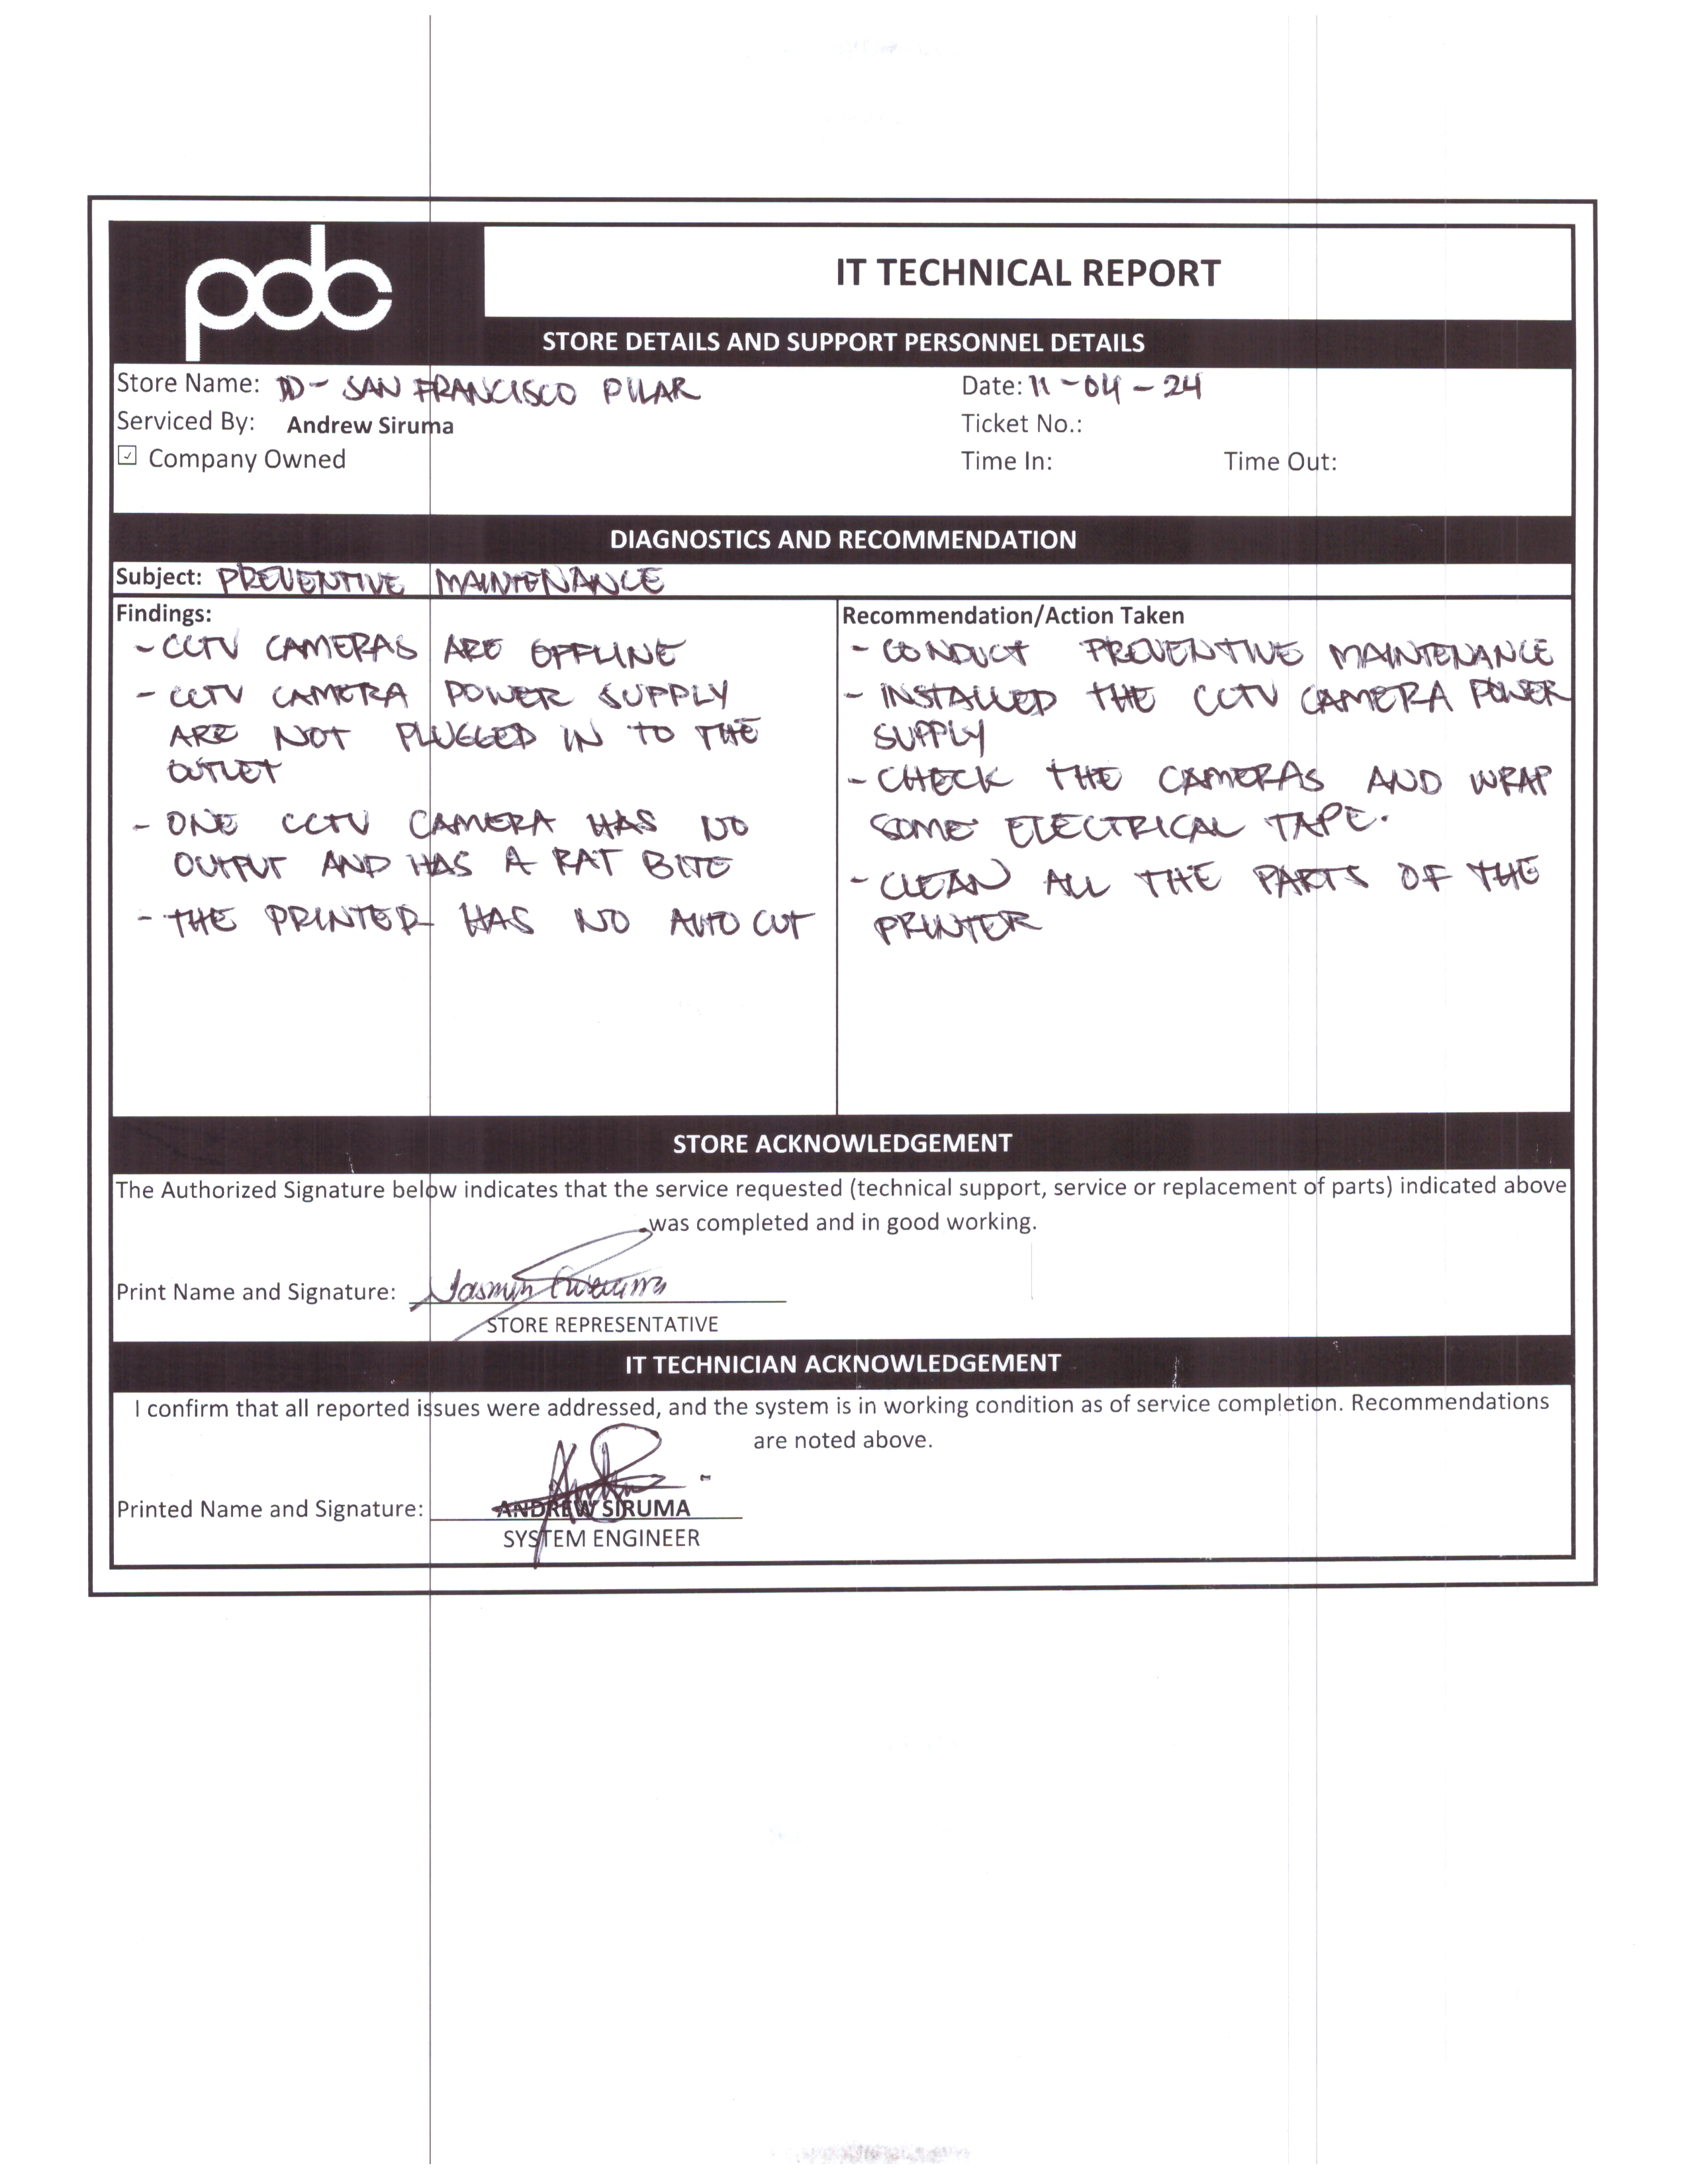 pdc
IT TECHNICAL REPORT
STORE DETAILS AND SUPPORT PERSONNEL DETAILS
Store Name: DD - SAN FRANCISCO PILAR
Date: 11 - 04 - 24
Serviced By: Andrew Siruma
Ticket No.:
Company Owned
Time In: Time Out:
DIAGNOSTICS AND RECOMMENDATION
Subject: PREVENTIVE MAINTENANCE
Findings:
- CCTV CAMERAS ARE OFFLINE
- CCTV CAMERA POWER SUPPLY
ARE NOT PLUGGED IN TO THE
OUTLET
- ONE CCTV CAMERA HAS NO
OUTPUT AND HAS A RAT BITE
- THE PRINTER HAS NO AUTO CUT
Recommendation/Action Taken
- CONDUCT PREVENTIVE MAINTENANCE
- INSTALLED THE CCTV CAMERA POWER
SUPPLY
- CHECK THE CAMERAS AND WRAP
SOME ELECTRICAL TAPE.
- CLEAN ALL THE PARTS OF THE
PRINTER
STORE ACKNOWLEDGEMENT
The Authorized Signature below indicates that the service requested (technical support, service or replacement of parts) indicated above
was completed and in good working.
Print Name and Signature: Jasmin
STORE REPRESENTATIVE
IT TECHNICIAN ACKNOWLEDGEMENT
I confirm that all reported issues were addressed, and the system is in working condition as of service completion. Recommendations
are noted above.
Printed Name and Signature: ANDREW SIRUMA
SYSTEM ENGINEER